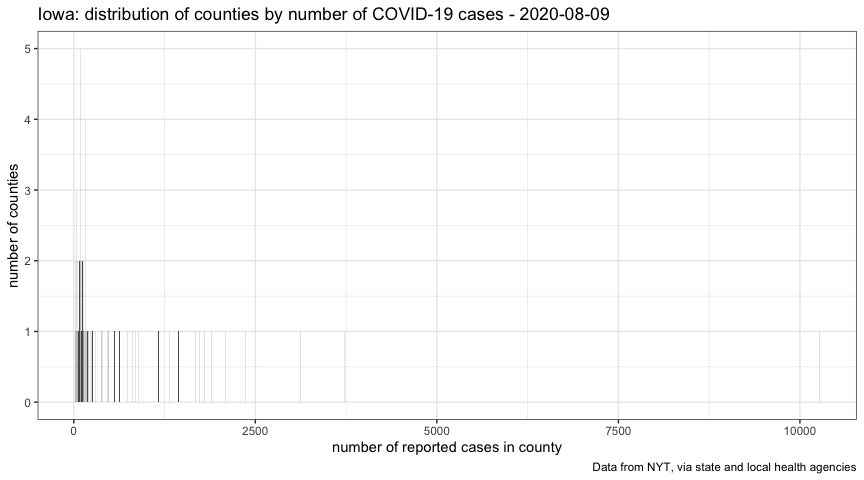 Iowa: distribution of counties by number of COVID-19 cases - 2020-08-09
5
4
3
2
1
0
number of counties
0 2500 5000 7500 10000
number of reported cases in county
Data from NYT, via state and local health agencies